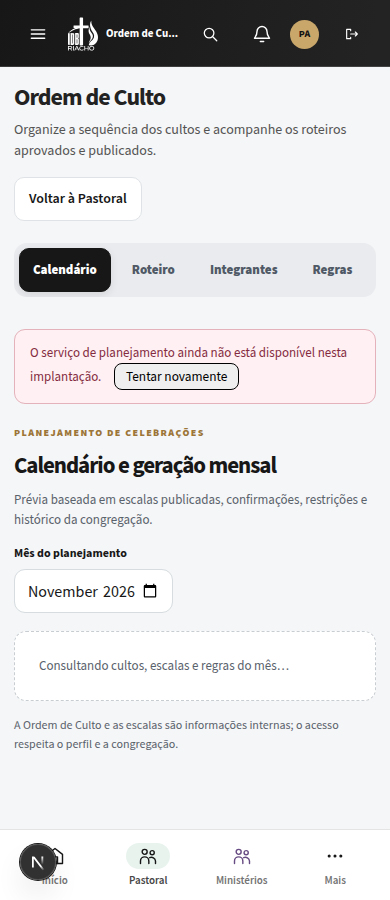 RIACHO
Ordem de Cu...
PA
Ordem de Culto
Organize a sequência dos cultos e acompanhe os roteiros
aprovados e publicados.
Voltar à Pastoral
Calendário
Roteiro
Integrantes
Regras
O serviço de planejamento ainda não está disponível nesta
implantação.
Tentar novamente
PLANEJAMENTO DE CELEBRAÇÕES
Calendário e geração mensal
Prévia baseada em escalas publicadas, confirmações, restrições e
histórico da congregação.
Mês do planejamento
November 2026
Consultando cultos, escalas e regras do mês…
A Ordem de Culto e as escalas são informações internas; o acesso
respeita o perfil e a congregação.
N
Início
Pastoral
Ministérios
Mais